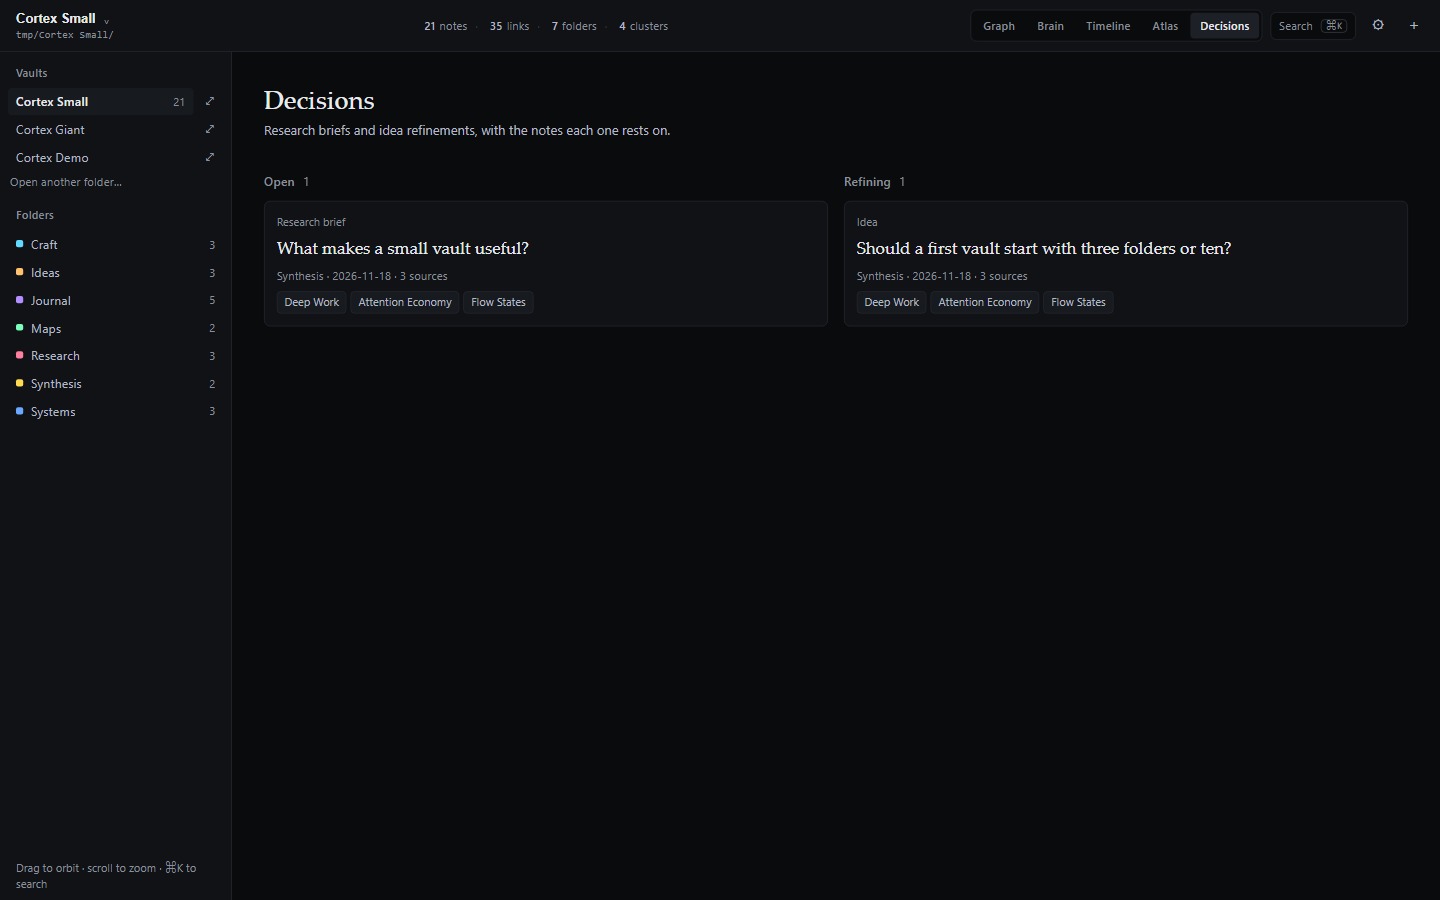 Cortex Small v
tmp/Cortex Small/
21 notes · 35 links · 7 folders · 4 clusters
Graph Brain Timeline Atlas Decisions
Search ⌘K ⚙ +
Vaults
Cortex Small 21 ⤢
Cortex Giant ⤢
Cortex Demo ⤢
Open another folder...
Folders
Craft 3
Ideas 3
Journal 5
Maps 2
Research 3
Synthesis 2
Systems 3
Drag to orbit · scroll to zoom · ⌘K to
search
Decisions
Research briefs and idea refinements, with the notes each one rests on.
Open 1
Research brief
What makes a small vault useful?
Synthesis · 2026-11-18 · 3 sources
Deep Work Attention Economy Flow States
Refining 1
Idea
Should a first vault start with three folders or ten?
Synthesis · 2026-11-18 · 3 sources
Deep Work Attention Economy Flow States